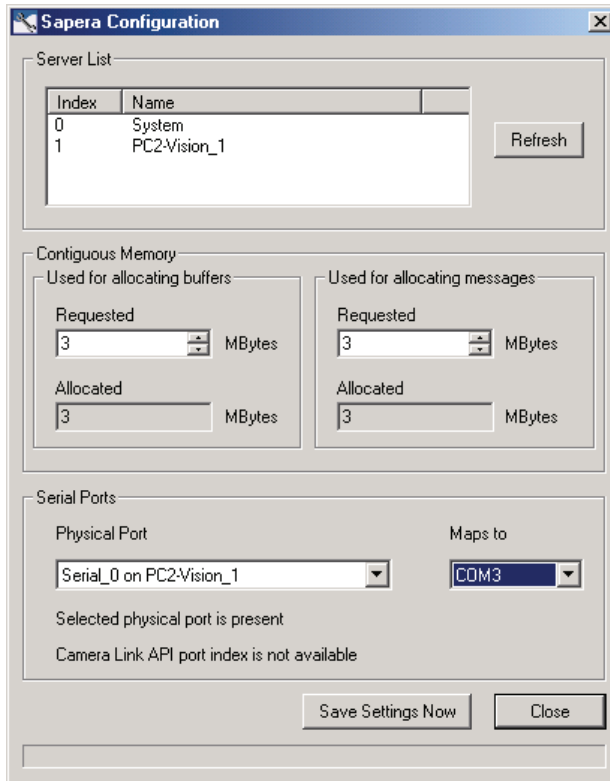 Sapera Configuration
Server List
Index Name
0 System
1 PC2-Vision_1
Refresh
Contiguous Memory
Used for allocating buffers Used for allocating messages
Requested Requested
3 MBytes 3 MBytes
Allocated Allocated
3 MBytes 3 MBytes
Serial Ports
Physical Port Maps to
Serial_0 on PC2-Vision_1 COM3
Selected physical port is present
Camera Link API port index is not available
Save Settings Now Close